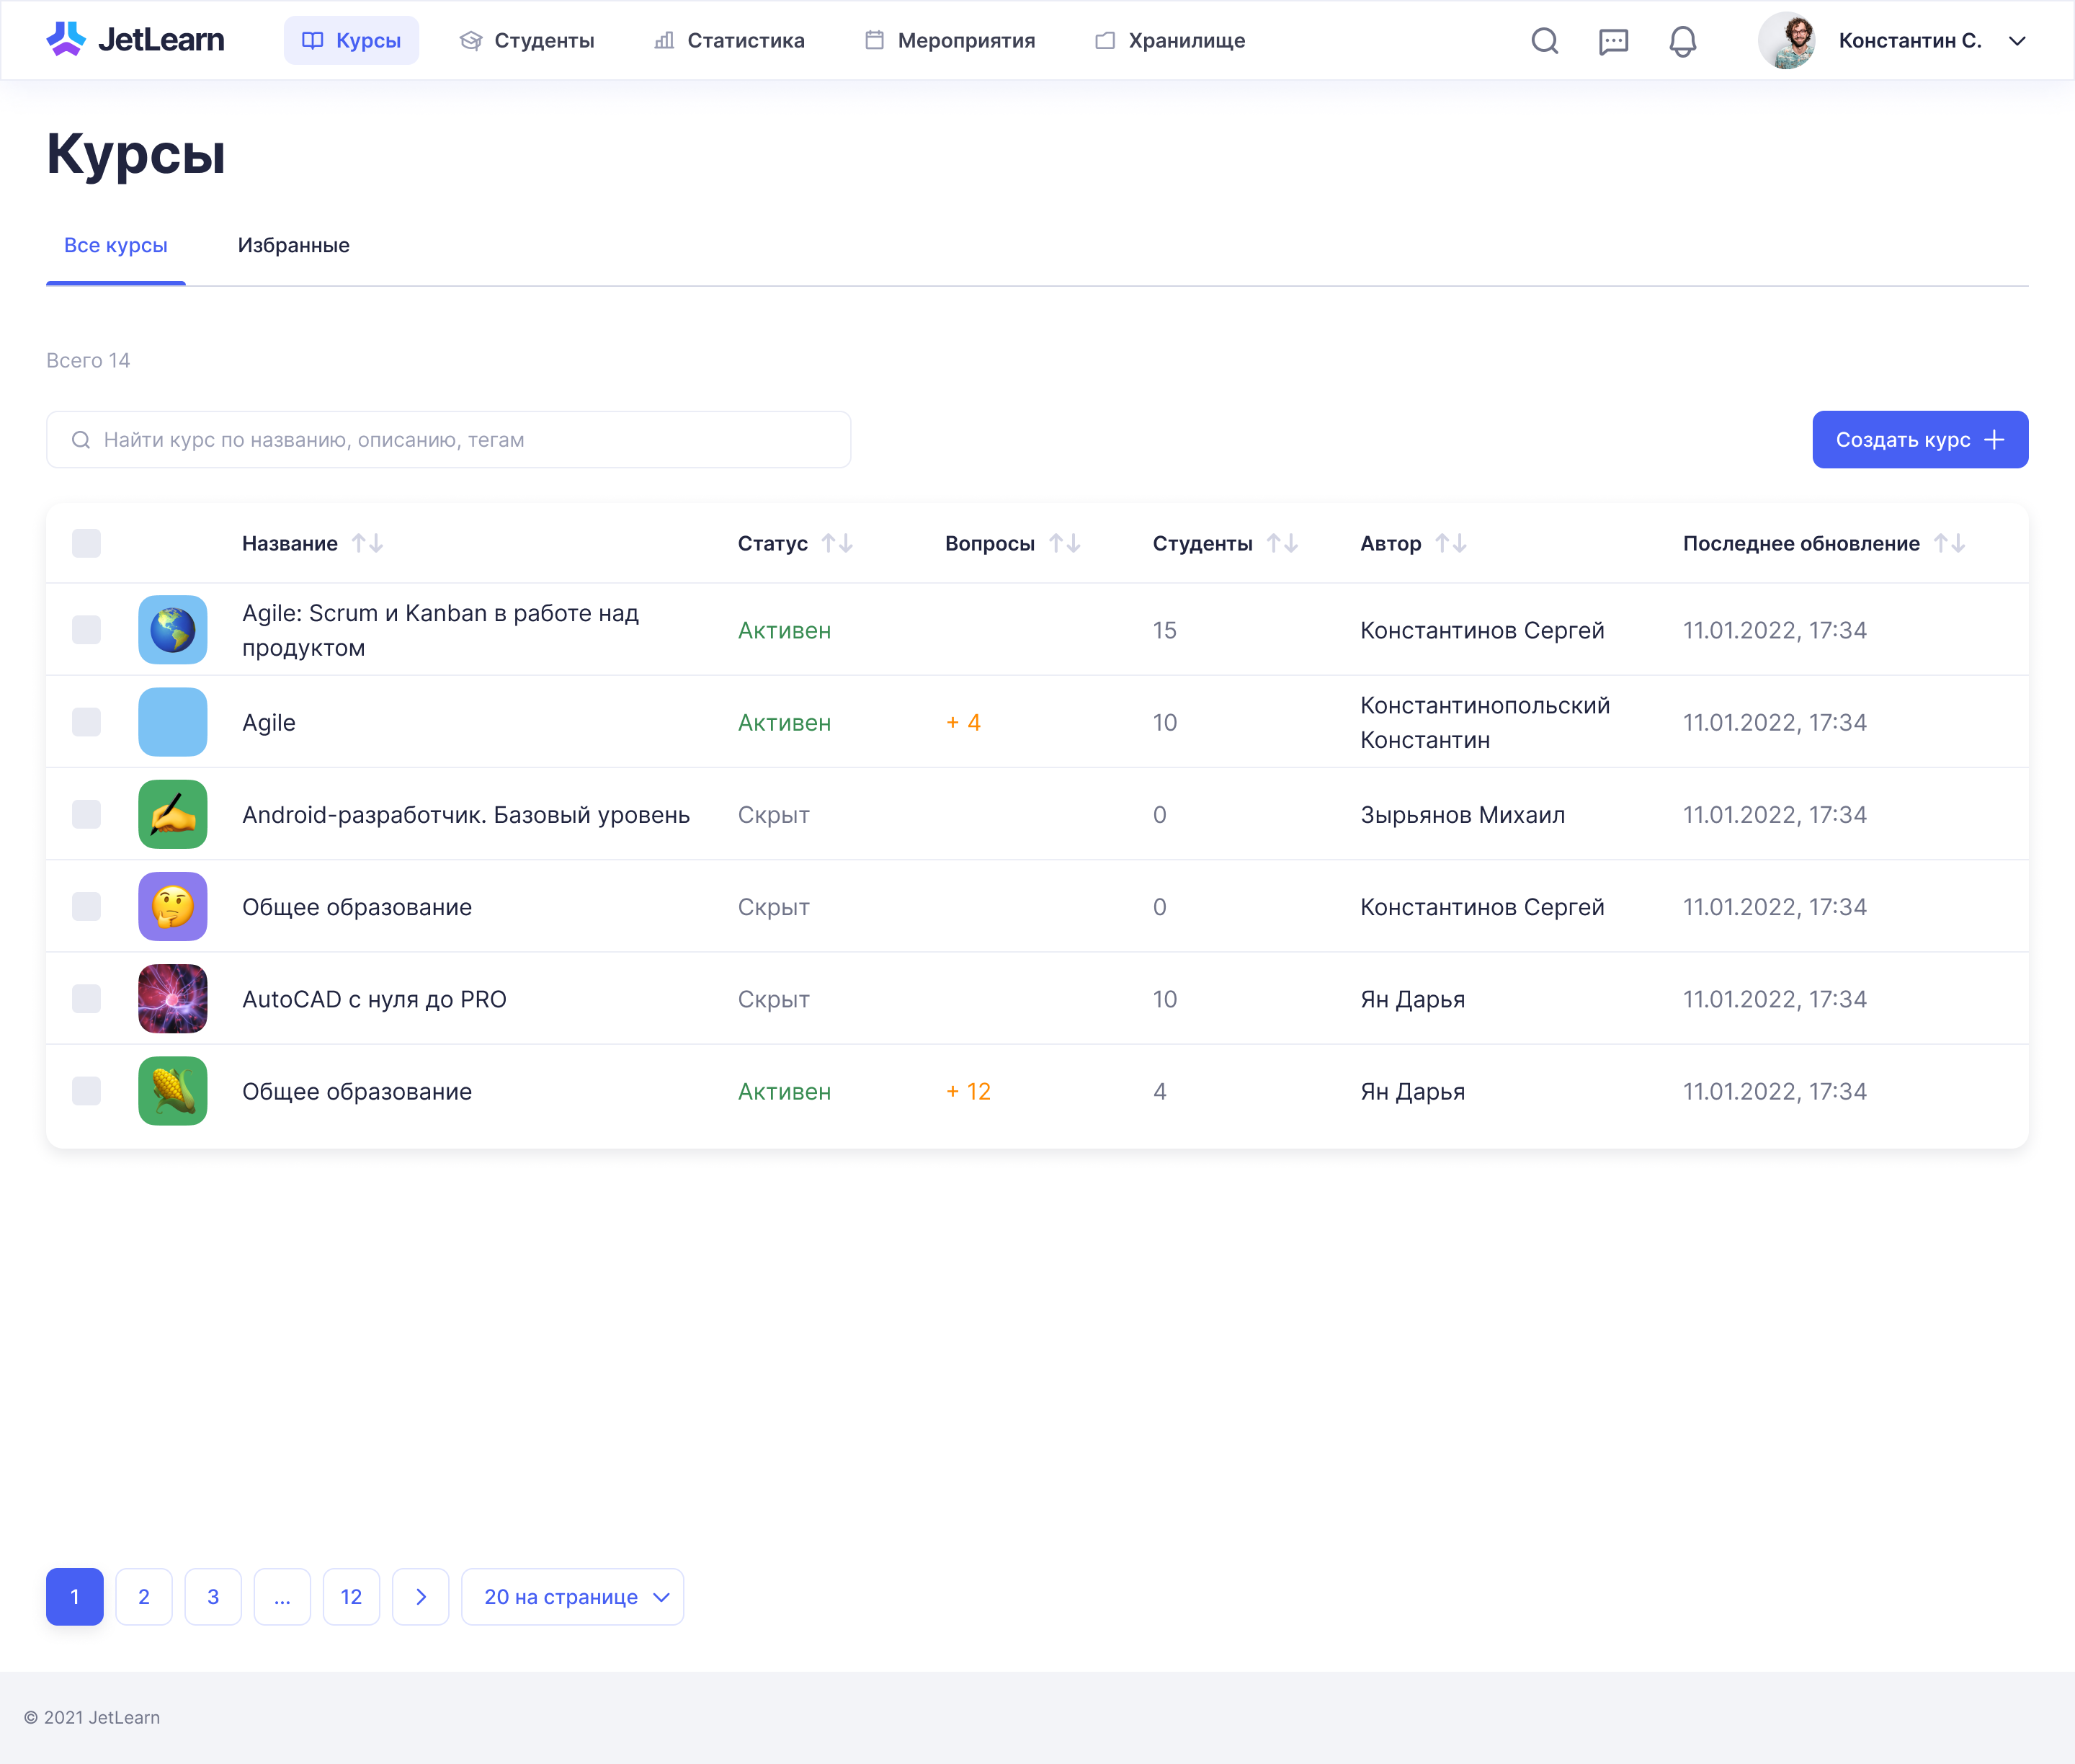 JetLearn
Курсы
Студенты
Статистика
Мероприятия
Хранилище
Константин С.
Курсы
Все курсы
Избранные
Всего 14
Найти курс по названию, описанию, тегам
Создать курс
Название
Статус
Вопросы
Студенты
Автор
Последнее обновление
Agile: Scrum и Kanban в работе над
продуктом
Активен
15
Константинов Сергей
11.01.2022, 17:34
Agile
Активен
+ 4
10
Константинопольский
Константин
11.01.2022, 17:34
Android-разработчик. Базовый уровень
Скрыт
0
Зырьянов Михаил
11.01.2022, 17:34
Общее образование
Скрыт
0
Константинов Сергей
11.01.2022, 17:34
AutoCAD с нуля до PRO
Скрыт
10
Ян Дарья
11.01.2022, 17:34
Общее образование
Активен
+ 12
4
Ян Дарья
11.01.2022, 17:34
1
2
3
...
12
20 на странице
© 2021 JetLearn